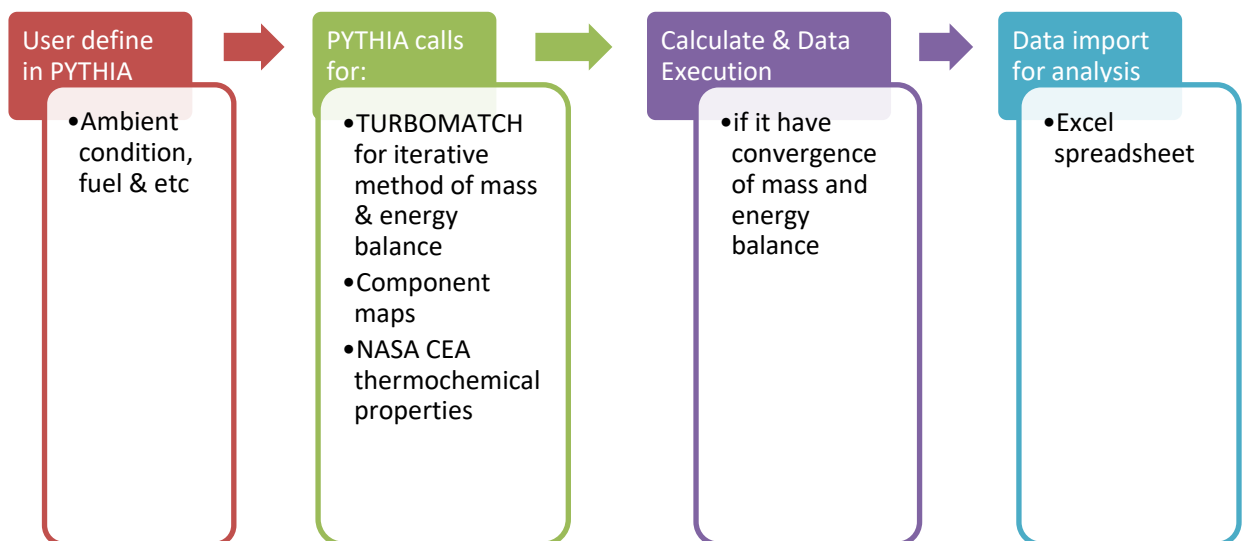 User define
in PYTHIA
•Ambient
condition,
fuel & etc
PYTHIA calls
for:
•TURBOMATCH
for iterative
method of mass
& energy
balance
•Component
maps
•NASA CEA
thermochemical
properties
Calculate & Data
Execution
•if it have
convergence
of mass and
energy
balance
Data import
for analysis
•Excel
spreadsheet